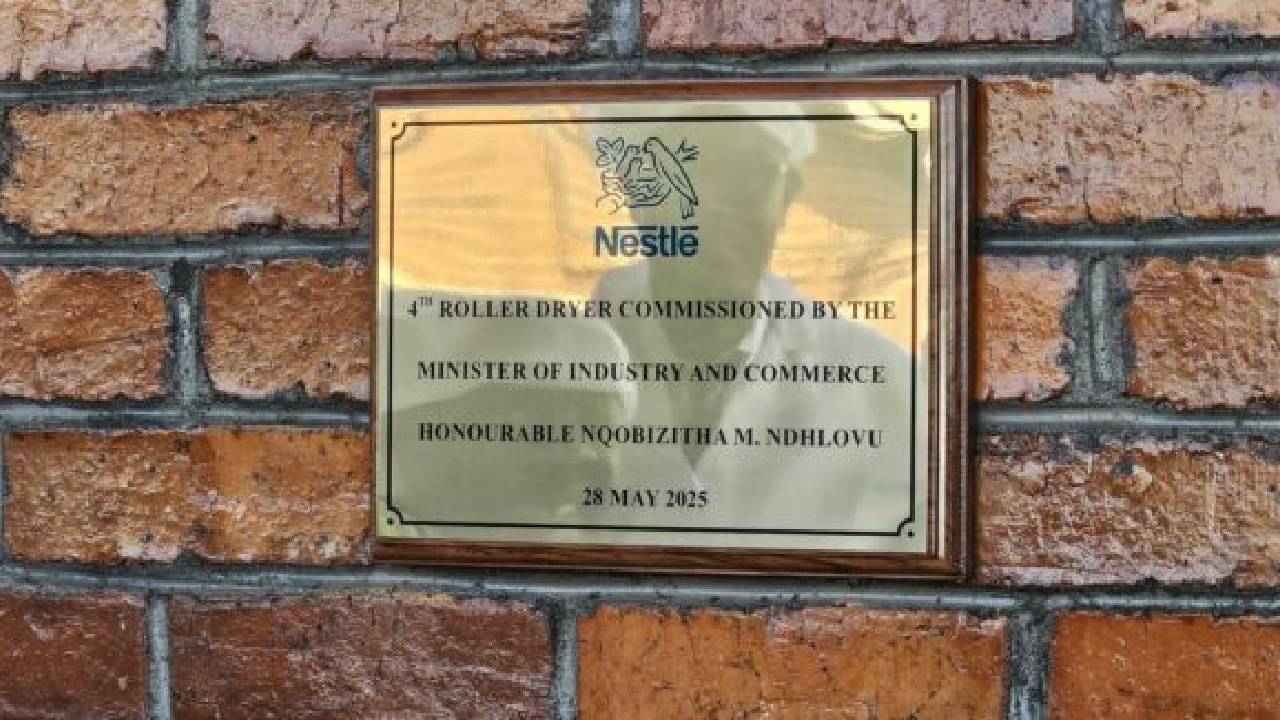 Nestlé
4TH ROLLER DRYER COMMISSIONED BY THE
MINISTER OF INDUSTRY AND COMMERCE
HONOURABLE NQOBIZITHA M. NDHLOVU
28 MAY 2025